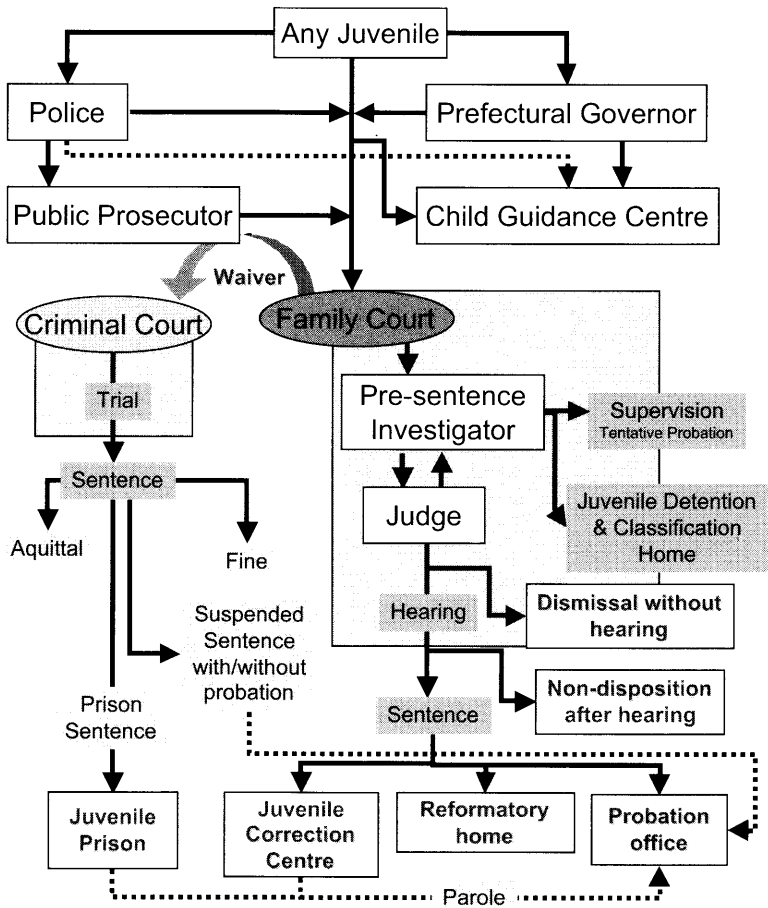 Any Juvenile
Police
Prefectural Governor
Public Prosecutor
Child Guidance Centre
Waiver
Criminal Court
Family Court
Trial
Pre-sentence
Investigator
Supervision
Tentative Probation
Sentence
Judge
Juvenile Detention
& Classification
Home
Aquittal
Fine
Hearing
Dismissal without
hearing
Suspended
Sentence
with/without
probation
Non-disposition
after hearing
Prison
Sentence
Sentence
Juvenile
Prison
Juvenile
Correction
Centre
Reformatory
home
Probation
office
Parole